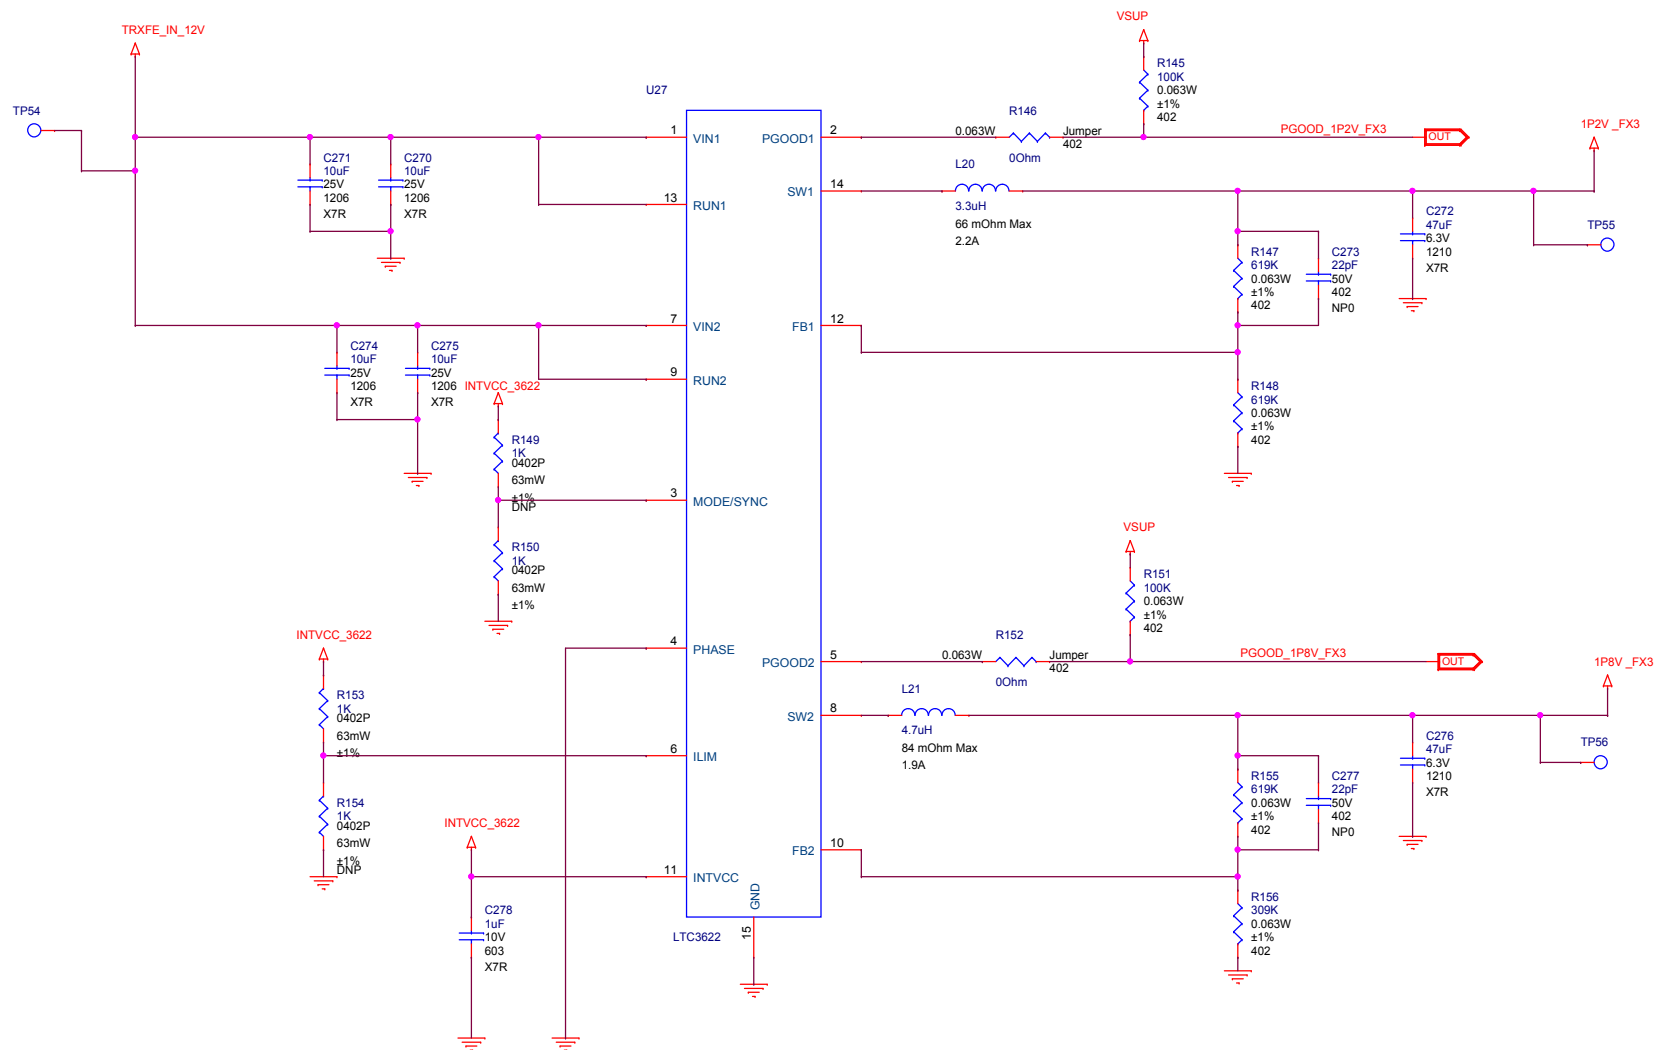 TRXFE_IN_12V
TP54
U27
1
VIN1
C271
10uF
25V
1206
X7R
C270
10uF
25V
1206
X7R
13
RUN1
7
VIN2
C274
10uF
25V
1206
X7R
C275
10uF
25V
1206
X7R
9
RUN2
INTVCC_3622
R149
1K
0402P
63mW
±1%
DNP
3
MODE/SYNC
R150
1K
0402P
63mW
±1%
4
PHASE
INTVCC_3622
R153
1K
0402P
63mW
±1%
6
ILIM
R154
1K
0402P
63mW
±1%
DNP
INTVCC_3622
11
INTVCC
C278
1uF
10V
603
X7R
LTC3622
GND
15
VSUP
R145
100K
0.063W
±1%
402
PGOOD1
2
0.063W
R146
0Ohm
Jumper
402
PGOOD_1P2V_FX3
OUT
1P2V _FX3
SW1
14
L20
3.3uH
66 mOhm Max
2.2A
R147
619K
0.063W
±1%
402
C273
22pF
50V
402
NP0
C272
47uF
6.3V
1210
X7R
TP55
FB1
12
R148
619K
0.063W
±1%
402
VSUP
R151
100K
0.063W
±1%
402
PGOOD2
5
0.063W
R152
0Ohm
Jumper
402
PGOOD_1P8V_FX3
OUT
1P8V _FX3
SW2
8
L21
4.7uH
84 mOhm Max
1.9A
R155
619K
0.063W
±1%
402
C277
22pF
50V
402
NP0
C276
47uF
6.3V
1210
X7R
TP56
FB2
10
R156
309K
0.063W
±1%
402